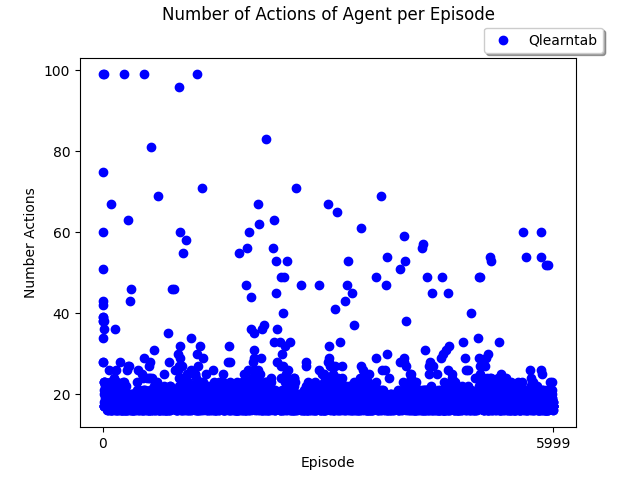 Number of Actions of Agent per Episode
Qlearntab
100
80
60
40
20
Number Actions
0
5999
Episode